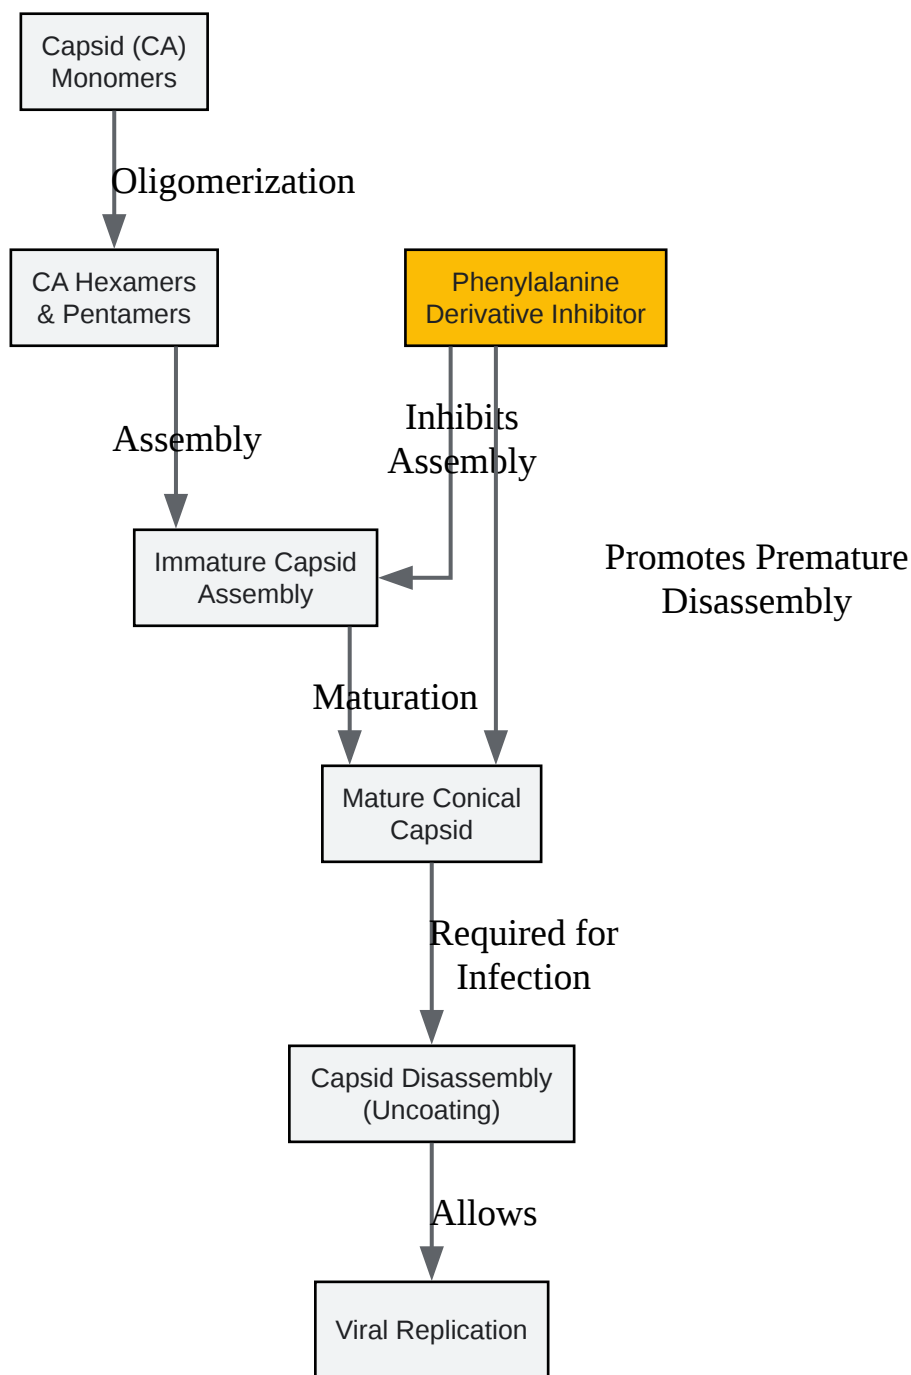 Capsid (CA)
Monomers
Oligomerization
CA Hexamers
& Pentamers
Phenylalanine
Derivative Inhibitor
Assembly
Inhibits
Assembly
Immature Capsid
Assembly
Promotes Premature
Disassembly
Maturation
Mature Conical
Capsid
Required for
Infection
Capsid Disassembly
(Uncoating)
Allows
Viral Replication